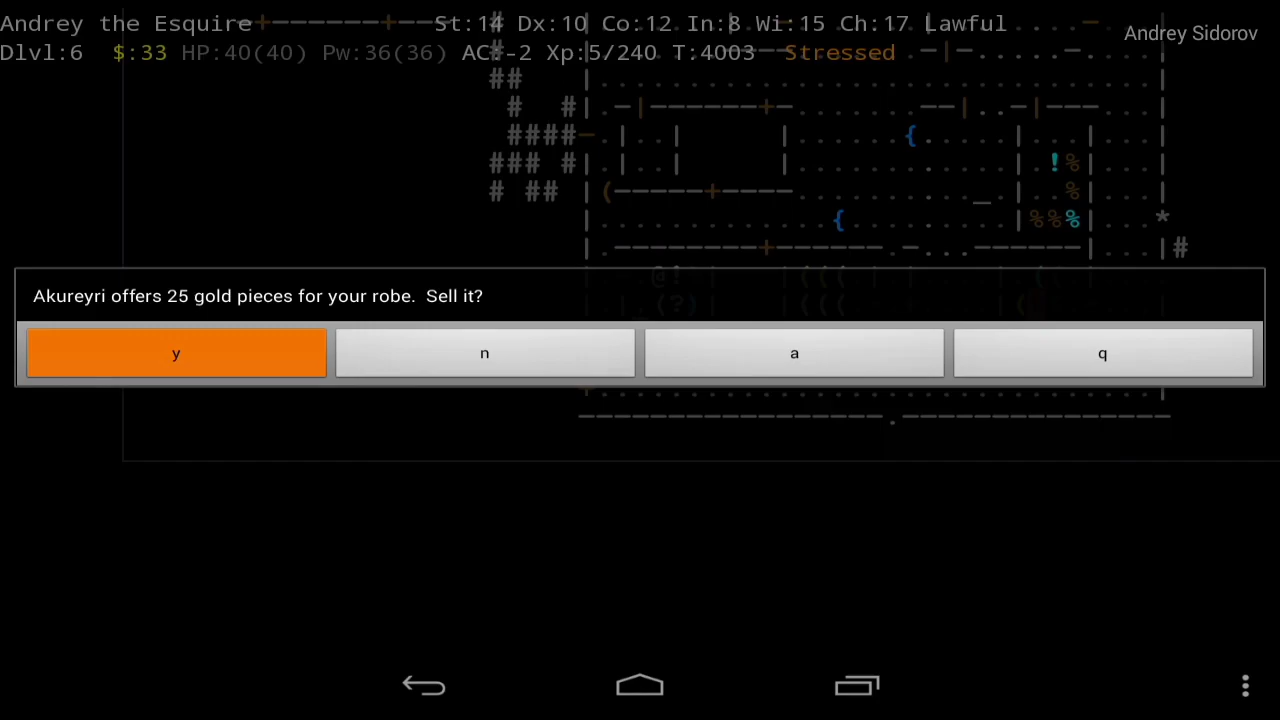 Andrey the Esquire St:14 Dx:10 Co:12 In:8 Wi:15 Ch:17 Lawful
Andrey Sidorov
Dlvl:6 $:33 HP:40(40) Pw:36(36) AC:-2 Xp:5/240 T:4003 Stressed
Akureyri offers 25 gold pieces for your robe. Sell it?
y n a q